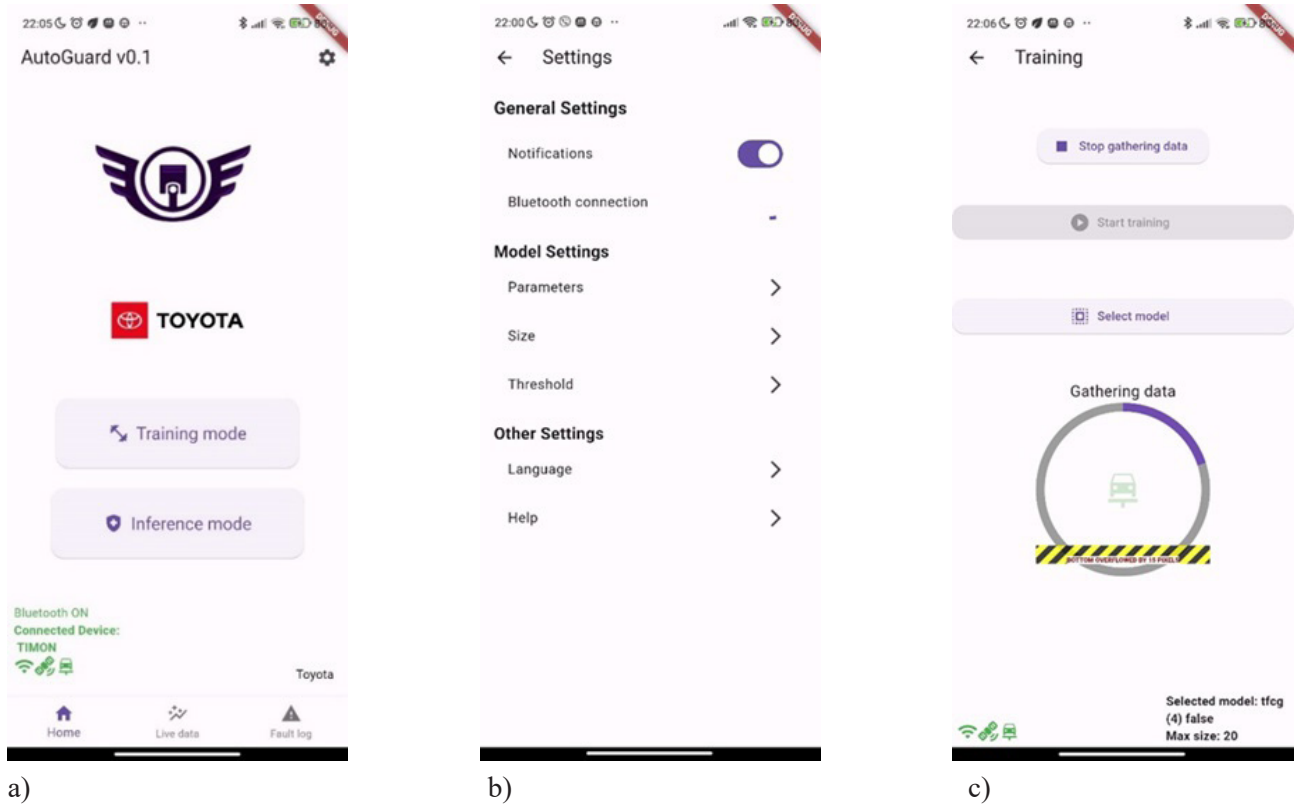 22:05
AutoGuard v0.1
TOYOTA
Training mode
Inference mode
Bluetooth ON
Connected Device:
TIMON
Toyota
Home
Live data
Fault log
a)
22:00
Settings
General Settings
Notifications
Bluetooth connection
Model Settings
Parameters
Size
Threshold
Other Settings
Language
Help
b)
22:06
Training
Stop gathering data
Start training
Select model
Gathering data
BOTTOM OVERFLOWED BY 15 PIXELS
Selected model: tfcg
(4) false
Max size: 20
c)